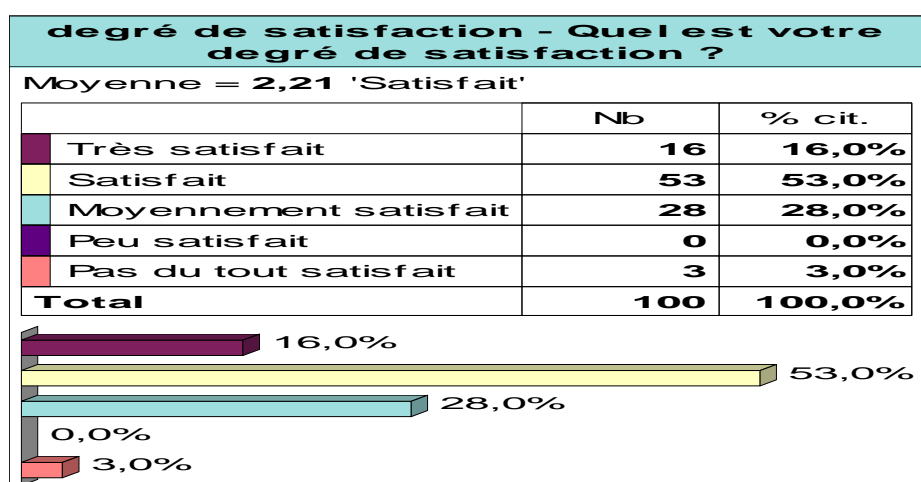 degré de satisfaction - Quel est votre
degré de satisfaction ?
Moyenne = 2,21 'Satisfait'
Nb % cit.
Très satisfait 16 16,0%
Satisfait 53 53,0%
Moyennement satisfait 28 28,0%
Peu satisfait 0 0,0%
Pas du tout satisfait 3 3,0%
Total 100 100,0%
16,0%
53,0%
28,0%
0,0%
3,0%